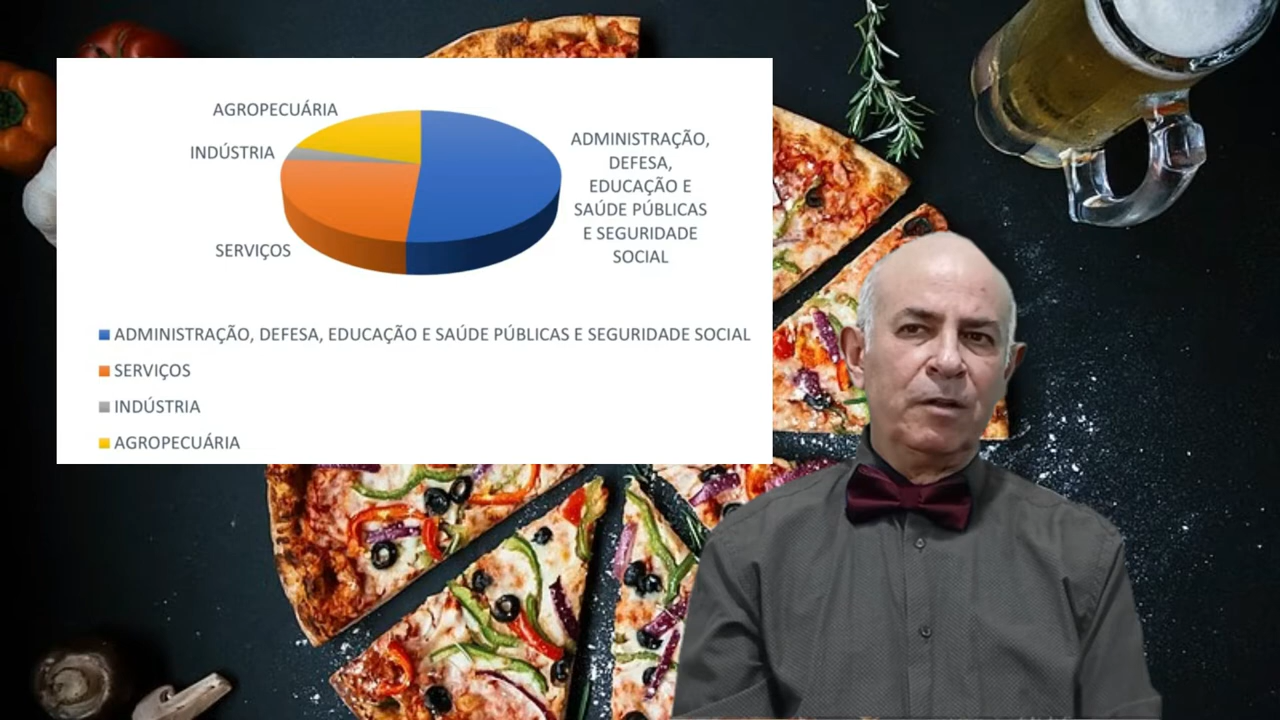 AGROPECUÁRIA
INDÚSTRIA
SERVIÇOS
ADMINISTRAÇÃO,
DEFESA,
EDUCAÇÃO E
SAÚDE PÚBLICAS
E SEGURIDADE
SOCIAL
ADMINISTRAÇÃO, DEFESA, EDUCAÇÃO E SAÚDE PÚBLICAS E SEGURIDADE SOCIAL
SERVIÇOS
INDÚSTRIA
AGROPECUÁRIA